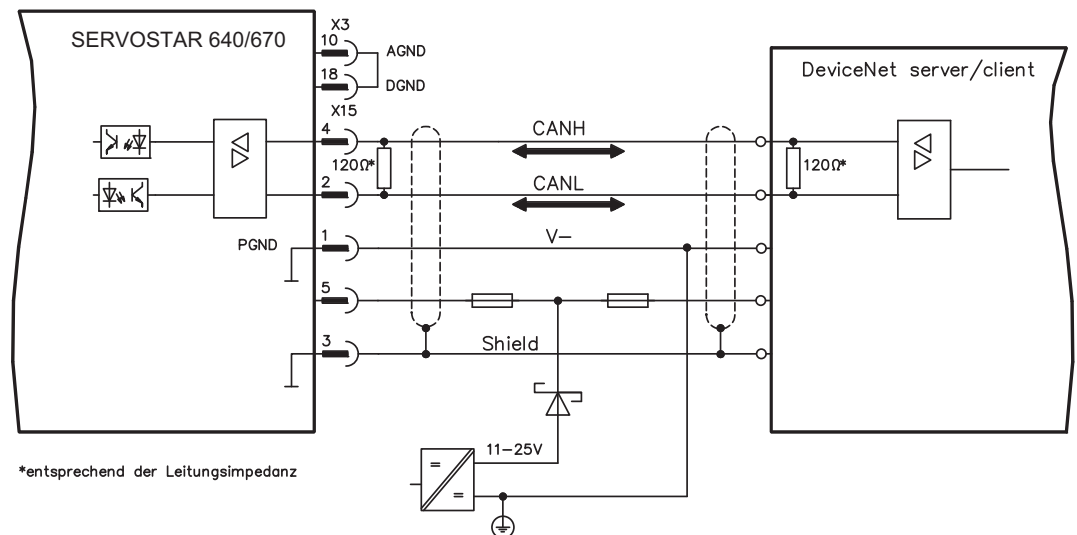 SERVOSTAR 640/670
X3
10
AGND
18
DGND
X15
DeviceNet server/client
4
CANH
120Ω*
120Ω*
2
CANL
PGND
1
V-
5
3
Shield
11-25V
=
=
*entsprechend der Leitungsimpedanz